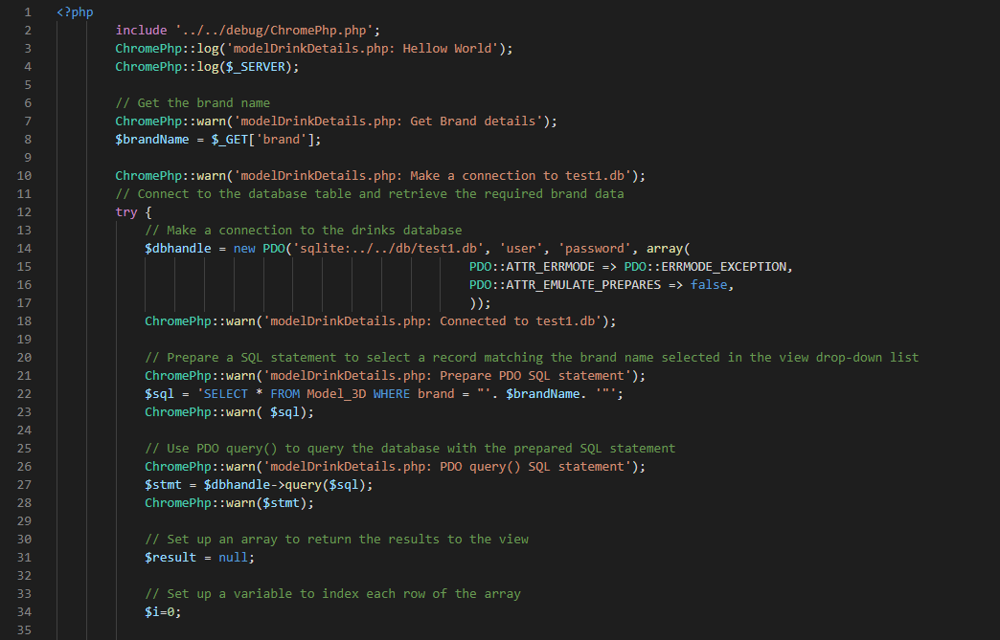 1 <?php
2 include '../../debug/ChromePhp.php';
3 ChromePhp::log('modelDrinkDetails.php: Hellow World');
4 ChromePhp::log($_SERVER);
5
6 // Get the brand name
7 ChromePhp::warn('modelDrinkDetails.php: Get Brand details');
8 $brandName = $_GET['brand'];
9
10 ChromePhp::warn('modelDrinkDetails.php: Make a connection to test1.db');
11 // Connect to the database table and retrieve the required brand data
12 try {
13 // Make a connection to the drinks database
14 $dbhandle = new PDO('sqlite:../../db/test1.db', 'user', 'password', array(
15 PDO::ATTR_ERRMODE => PDO::ERRMODE_EXCEPTION,
16 PDO::ATTR_EMULATE_PREPARES => false,
17 ));
18 ChromePhp::warn('modelDrinkDetails.php: Connected to test1.db');
19
20 // Prepare a SQL statement to select a record matching the brand name selected in the view drop-down list
21 ChromePhp::warn('modelDrinkDetails.php: Prepare PDO SQL statement');
22 $sql = 'SELECT * FROM Model_3D WHERE brand = "'. $brandName. '"';
23 ChromePhp::warn( $sql);
24
25 // Use PDO query() to query the database with the prepared SQL statement
26 ChromePhp::warn('modelDrinkDetails.php: PDO query() SQL statement');
27 $stmt = $dbhandle->query($sql);
28 ChromePhp::warn($stmt);
29
30 // Set up an array to return the results to the view
31 $result = null;
32
33 // Set up a variable to index each row of the array
34 $i=0;
35